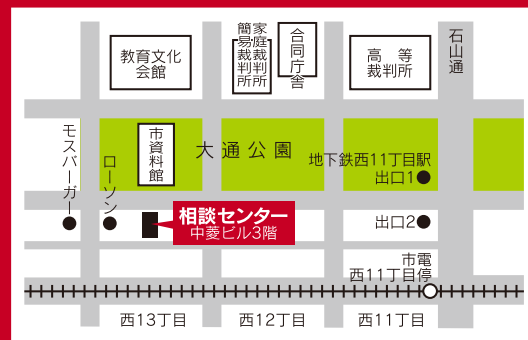 教育文化
会館
簡易裁判所
家庭裁判所
合同庁舎
高等
裁判所
石山通
モスバーガー
ローソン
市資料館
大通公園
地下鉄西11丁目駅
出口1
相談センター
中菱ビル3階
出口2
市電
西11丁目停
西13丁目
西12丁目
西11丁目